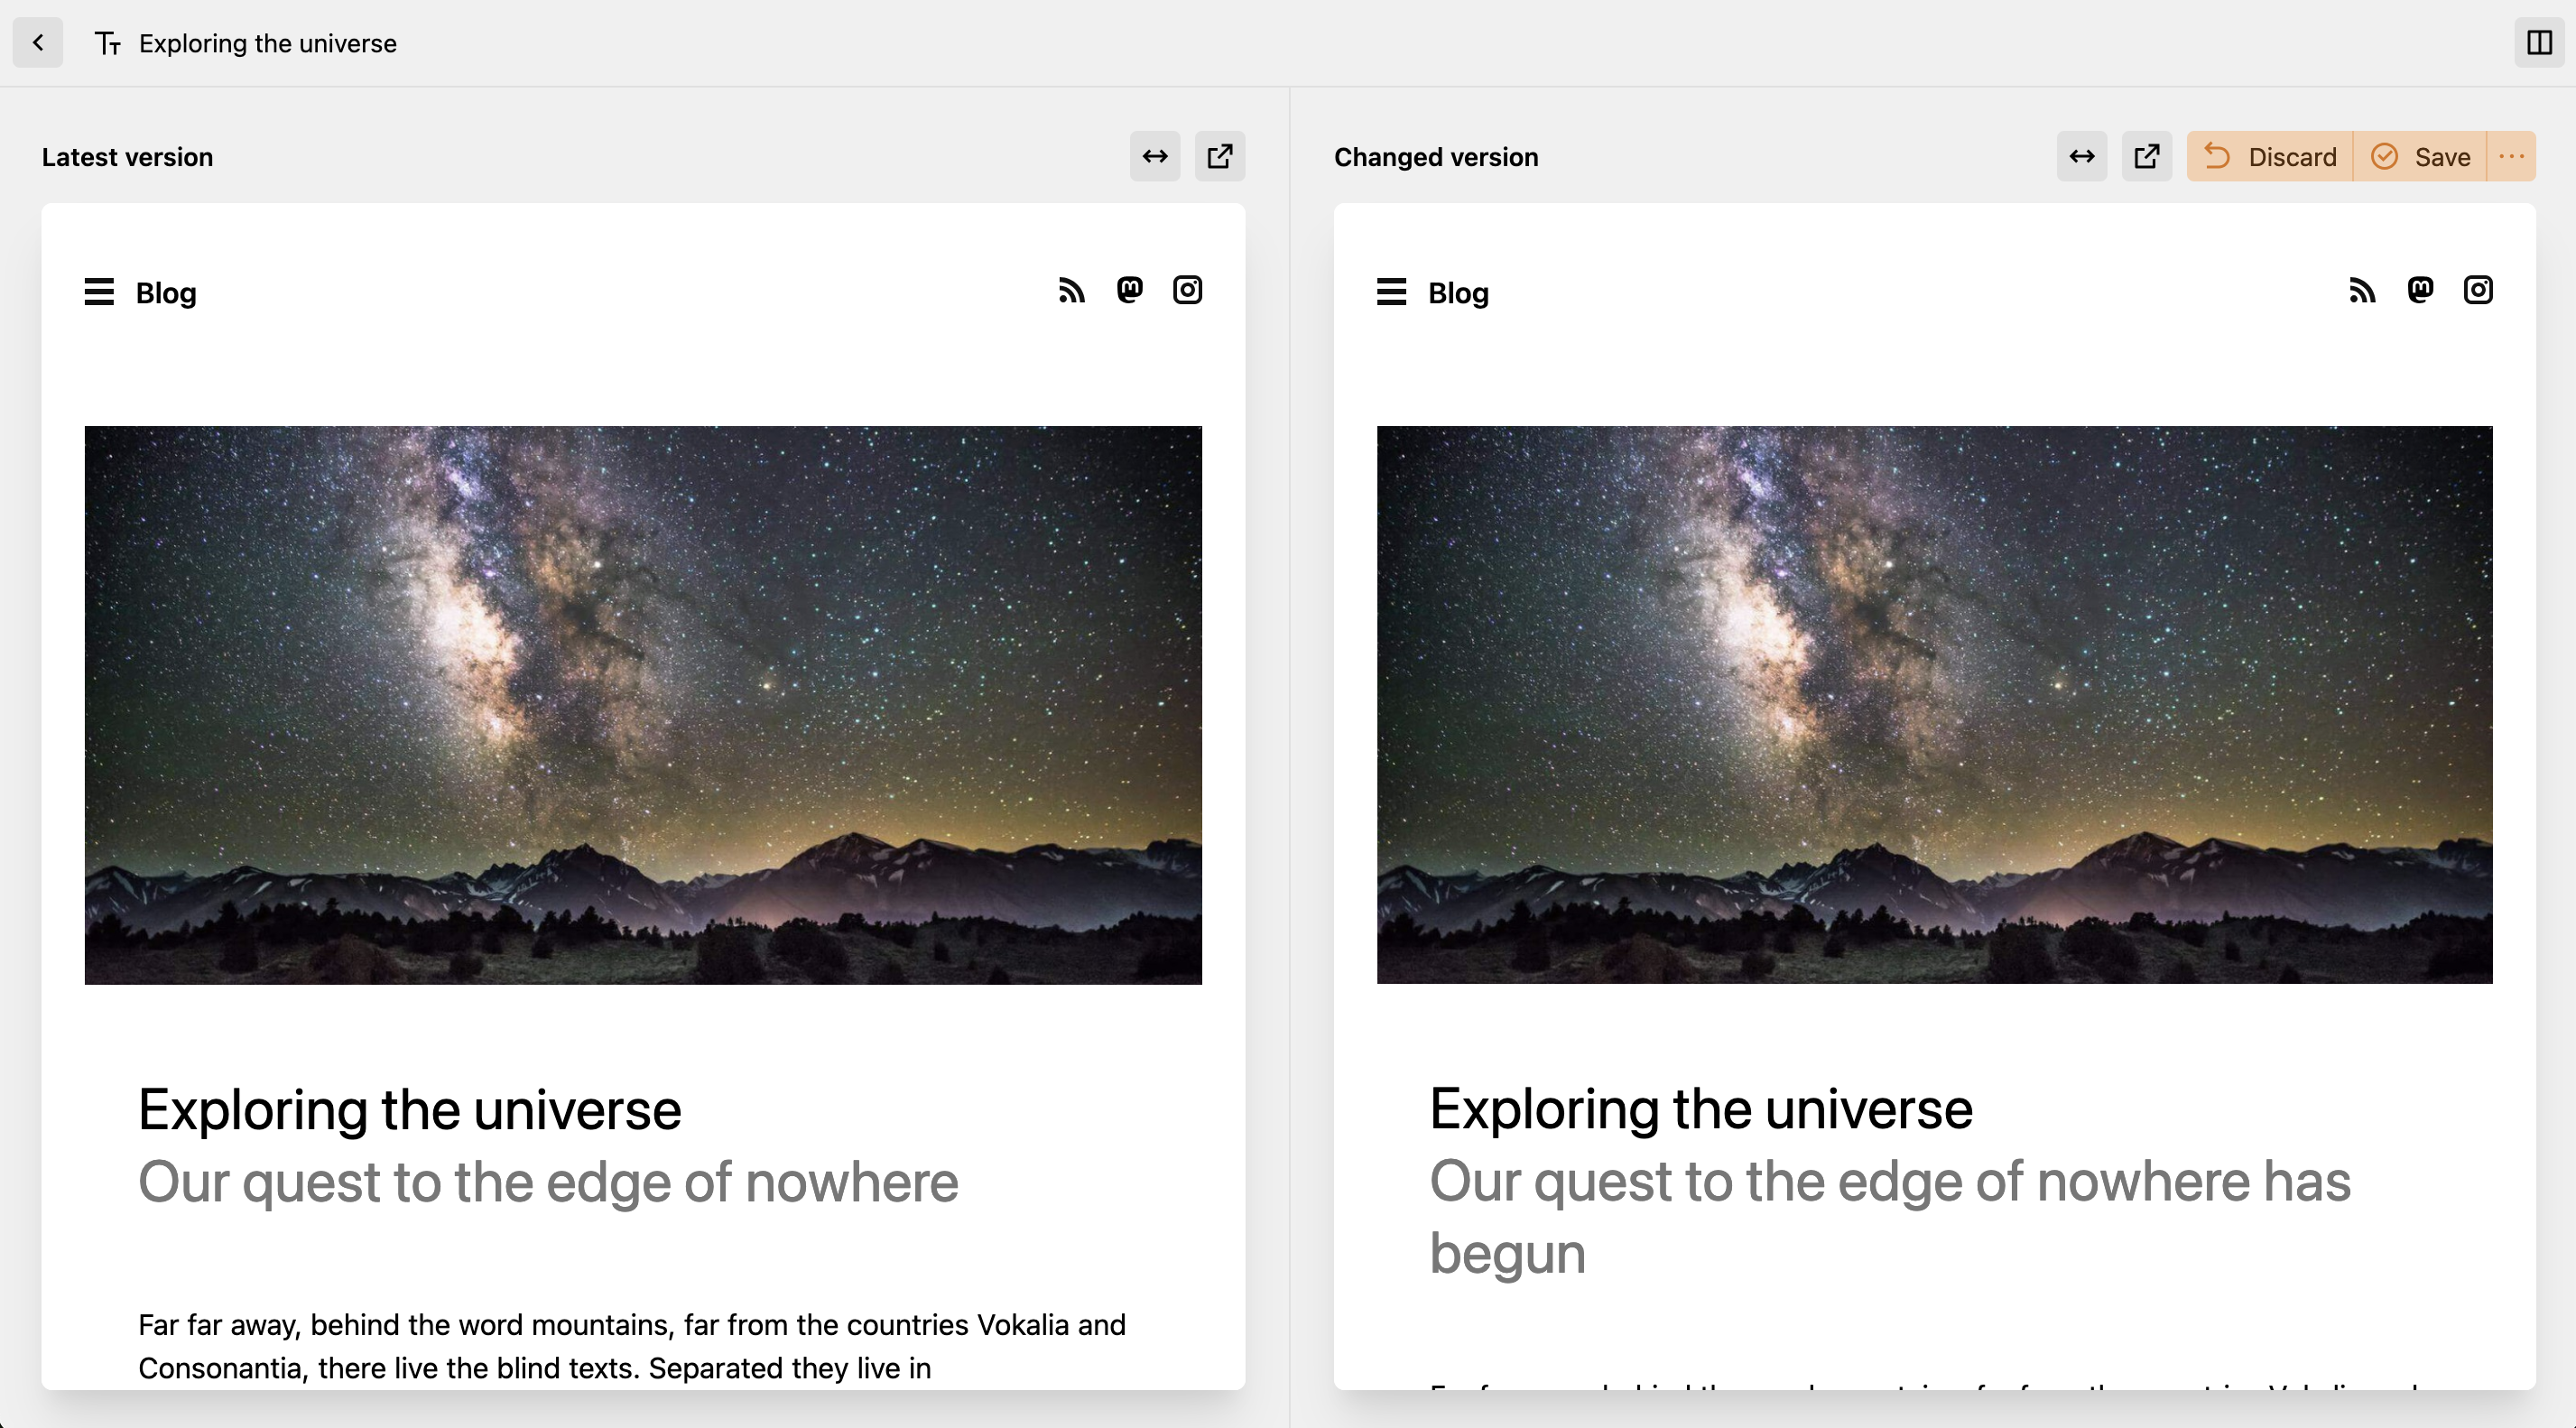 Exploring the universe
Latest version
Blog
Exploring the universe
Our quest to the edge of nowhere
Far far away, behind the word mountains, far from the countries Vokalia and
Consonantia, there live the blind texts. Separated they live in
Changed version
Discard
Save
Blog
Exploring the universe
Our quest to the edge of nowhere has
begun